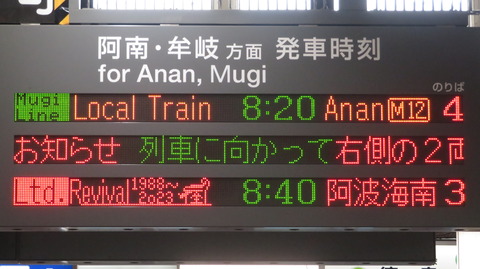 阿南・牟岐 方面 発車時刻
for Anan, Mugi
のりば
Mugi Line Local Train 8:20 Anan M12 4
お知らせ 列車に向かって右側の2両
Ltd. Revival 1988~2023 8:40 阿波海南 3